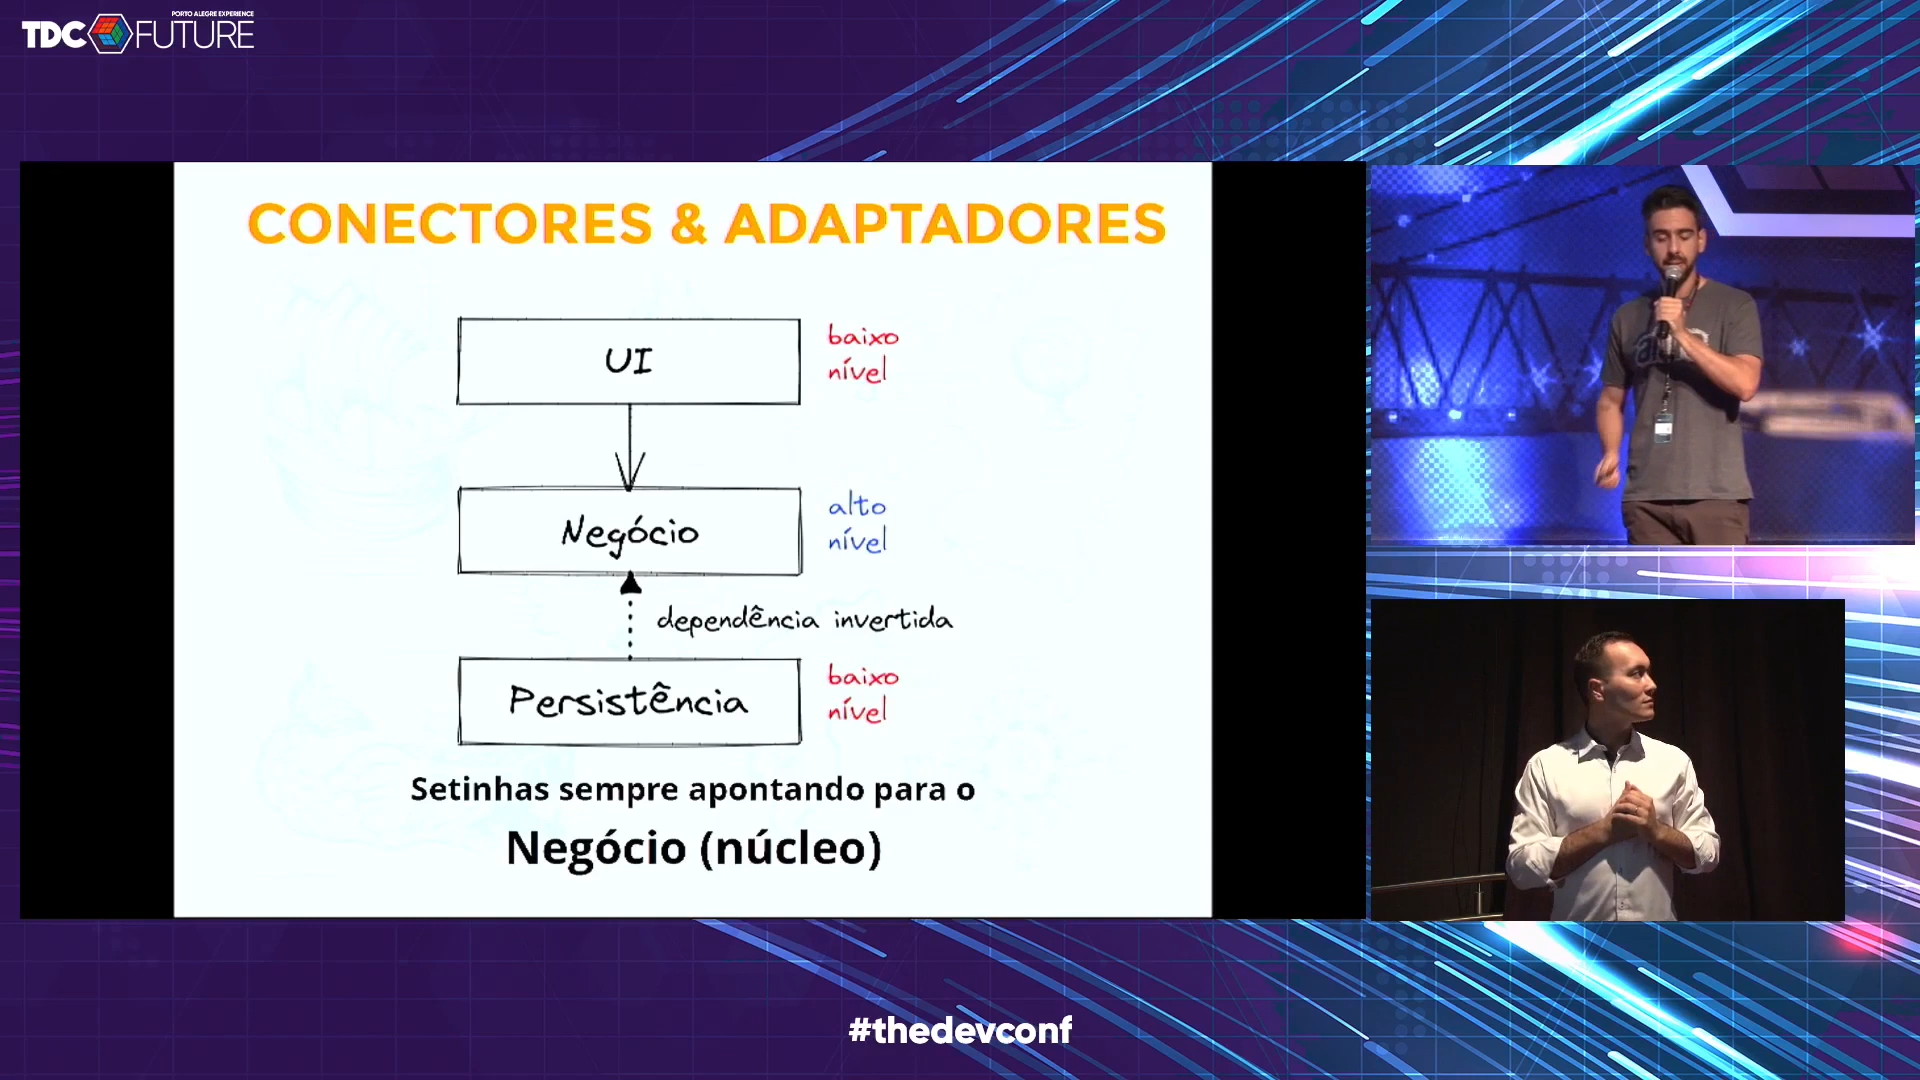 PORTO ALEGRE EXPERIENCE
TDC FUTURE
CONECTORES & ADAPTADORES
UI
baixo
nível
Negócio
alto
nível
dependência invertida
Persistência
baixo
nível
Setinhas sempre apontando para o
Negócio (núcleo)
#thedevconf